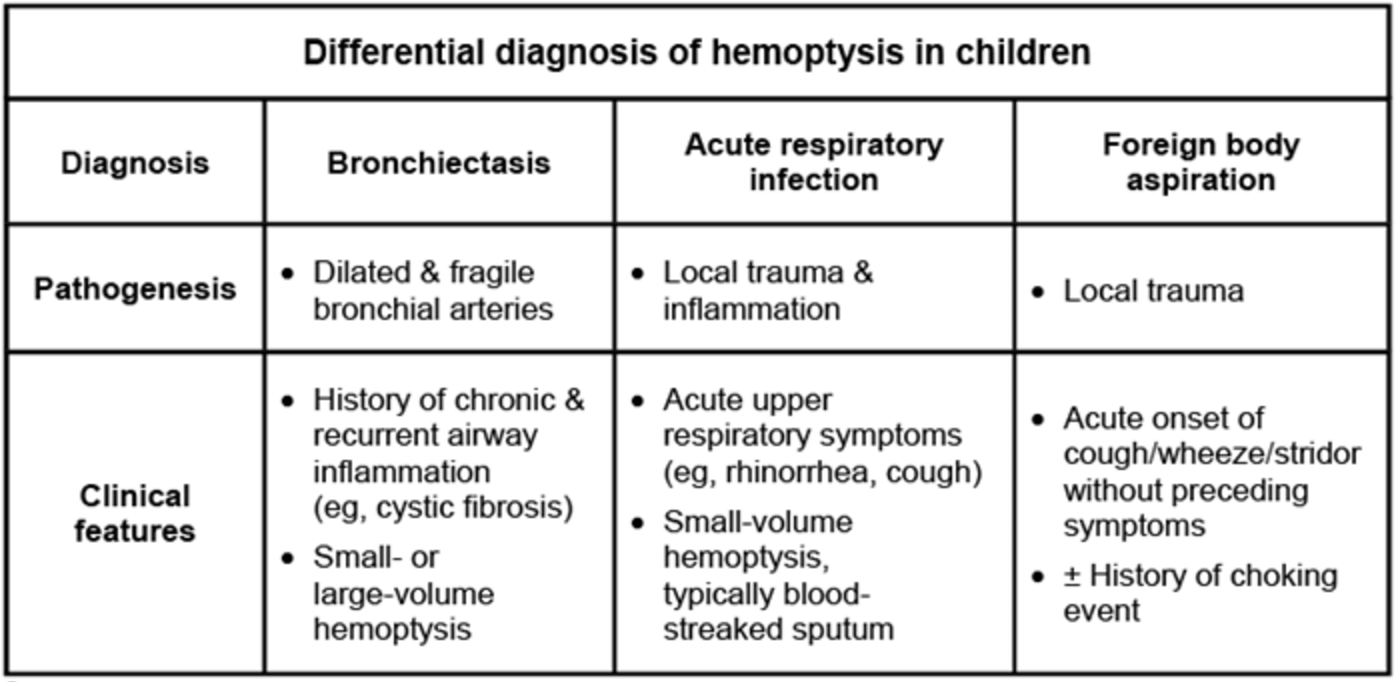 Differential diagnosis of hemoptysis in children
Diagnosis
Bronchiectasis
Acute respiratory
infection
Foreign body
aspiration
Pathogenesis
• Dilated & fragile
bronchial arteries
• Local trauma &
inflammation
• Local trauma
Clinical
features
• History of chronic &
recurrent airway
inflammation
(eg, cystic fibrosis)
• Small- or
large-volume
hemoptysis
• Acute upper
respiratory symptoms
(eg, rhinorrhea, cough)
• Small-volume
hemoptysis,
typically blood-
streaked sputum
• Acute onset of
cough/wheeze/stridor
without preceding
symptoms
• ± History of choking
event